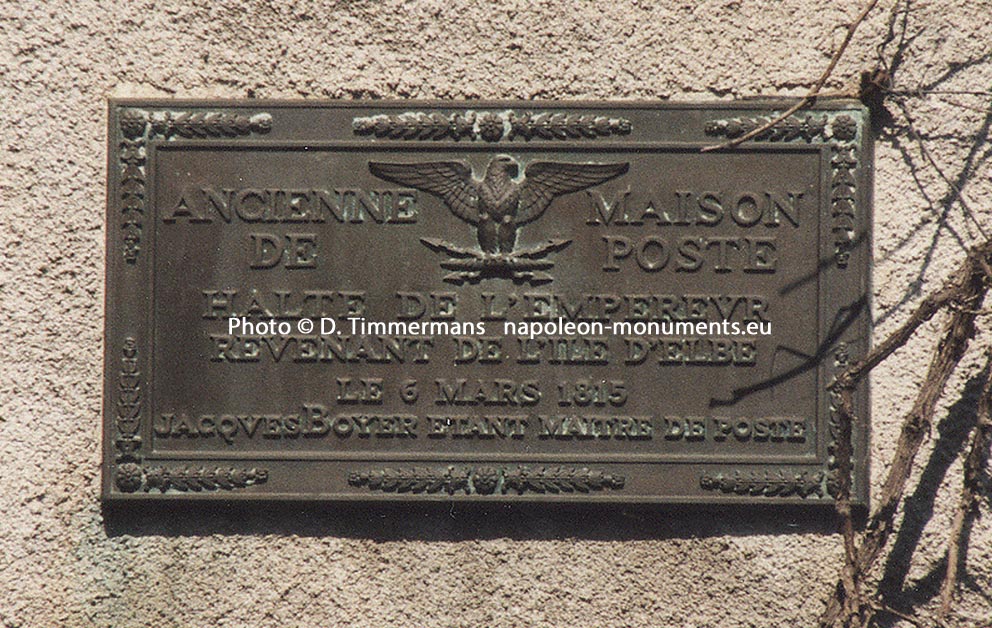 ANCIENNE MAISON
DE POSTE
HALTE DE L'EMPEREVR
Photo © D. Timmermans napoleon-monuments.eu
REVENANT DE L'ILE D'ELBE
LE 6 MARS 1815
JACQVES BOYER ETANT MAITRE DE POSTE